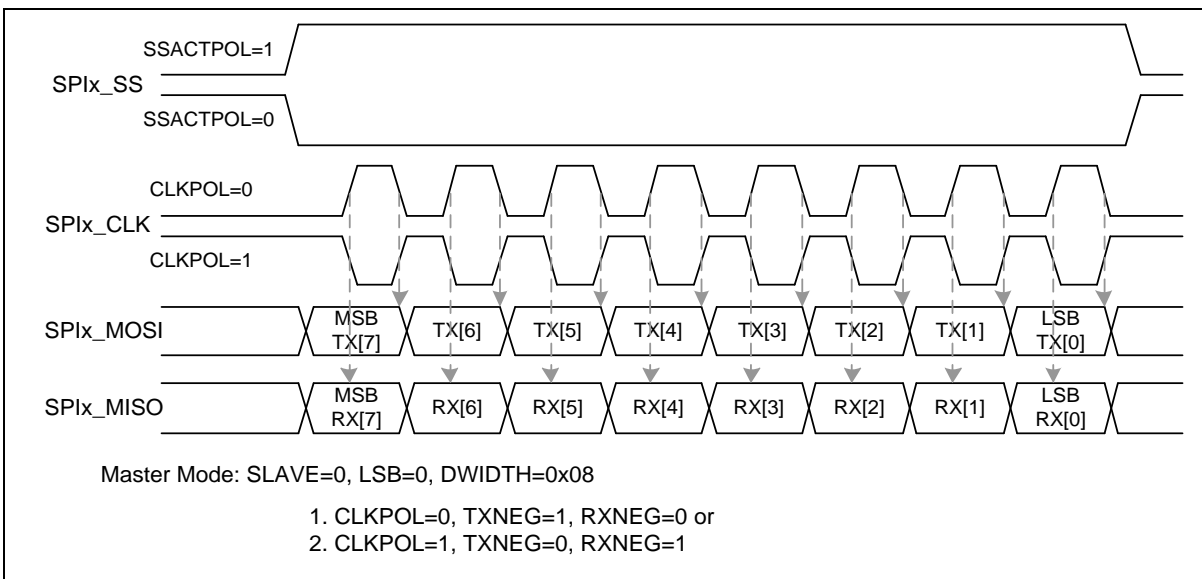 SSACTPOL=1
SPIx_SS
SSACTPOL=0
CLKPOL=0
SPIx_CLK
CLKPOL=1
SPIx_MOSI
MSB TX[6] TX[5] TX[4] TX[3] TX[2] TX[1] LSB
TX[7] TX[0]
SPIx_MISO
MSB RX[6] RX[5] RX[4] RX[3] RX[2] RX[1] LSB
RX[7] RX[0]
Master Mode: SLAVE=0, LSB=0, DWIDTH=0x08
1. CLKPOL=0, TXNEG=1, RXNEG=0 or
2. CLKPOL=1, TXNEG=0, RXNEG=1